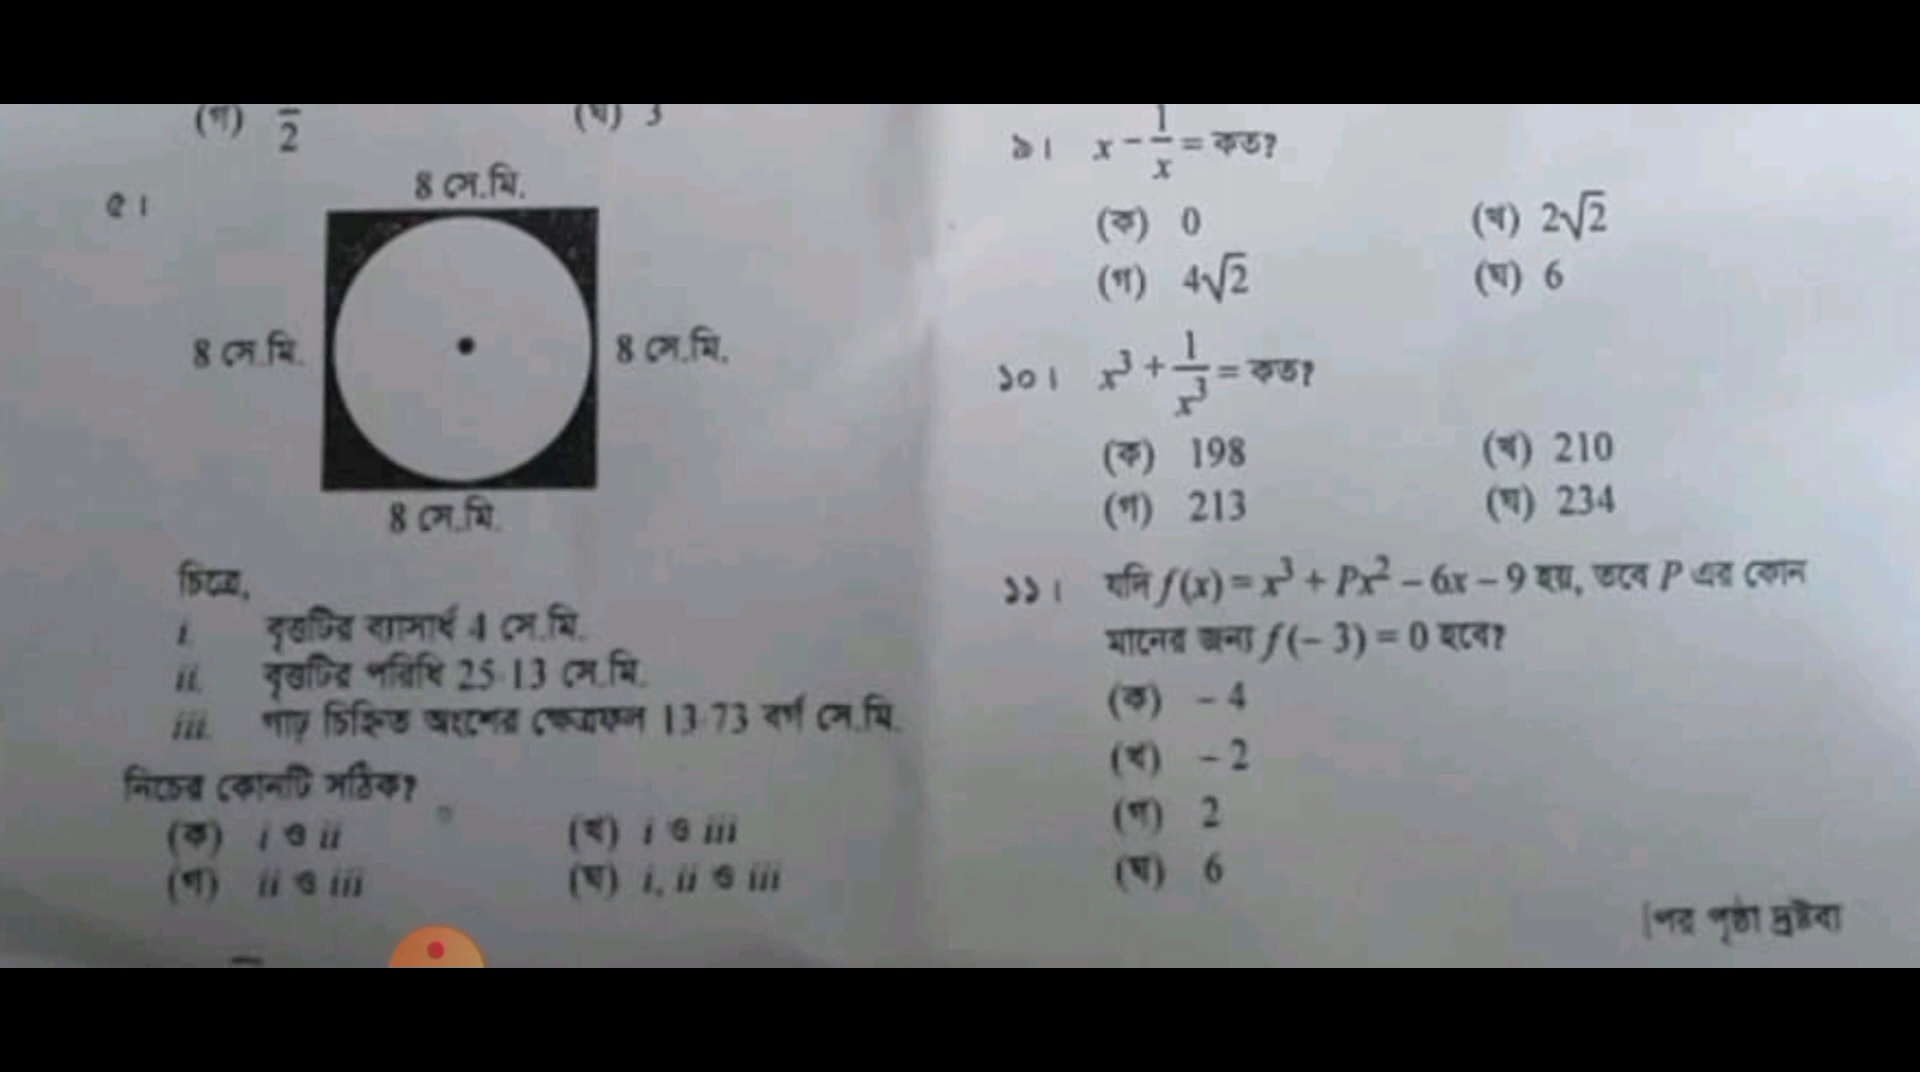 (গ) 2
(ঘ) 3
৫।
8 সে.মি.
8 সে.মি.
8 সে.মি.
8 সে.মি.
চিত্রে,
i. বৃত্তটির ব্যাসার্ধ 4 সে.মি.
ii. বৃত্তটির পরিধি 25·13 সে.মি.
iii. গাঢ় চিহ্নিত অংশের ক্ষেত্রফল 13·73 বর্গ সে.মি.
নিচের কোনটি সঠিক?
(ক) i ও ii (খ) i ও iii
(গ) ii ও iii (ঘ) i, ii ও iii
৯। x - 1/x = কত?
(ক) 0 (খ) 2√2
(গ) 4√2 (ঘ) 6
১০। x³ + 1/x³ = কত?
(ক) 198 (খ) 210
(গ) 213 (ঘ) 234
১১। যদি f(x) = x³ + Px² – 6x – 9 হয়, তবে P এর কোন
মানের জন্য f(– 3) = 0 হবে?
(ক) – 4
(খ) – 2
(গ) 2
(ঘ) 6
[পর পৃষ্ঠা দ্রষ্টব্য